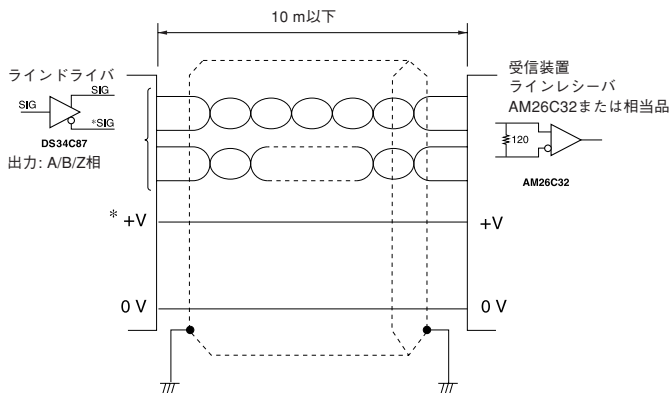 10 m以下
ラインドライバ
SIG
SIG
*SIG
DS34C87
出力: A/B/Z相
受信装置
ラインレシーバ
AM26C32または相当品
120
AM26C32
* +V
+V
0 V
0 V